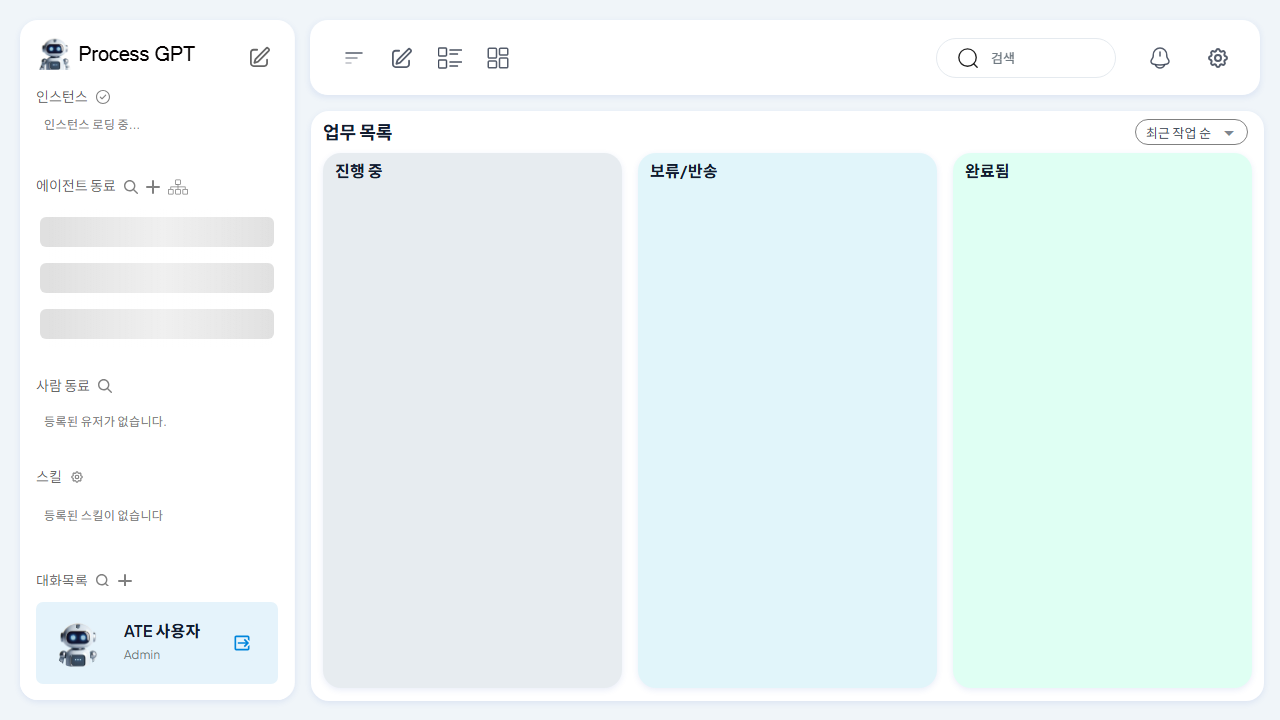 Process GPT
인스턴스
인스턴스 로딩 중...
에이전트 동료
사람 동료
등록된 유저가 없습니다.
스킬
등록된 스킬이 없습니다
대화목록
ATE 사용자
Admin
검색
업무 목록
최근 작업 순
진행 중
보류/반송
완료됨